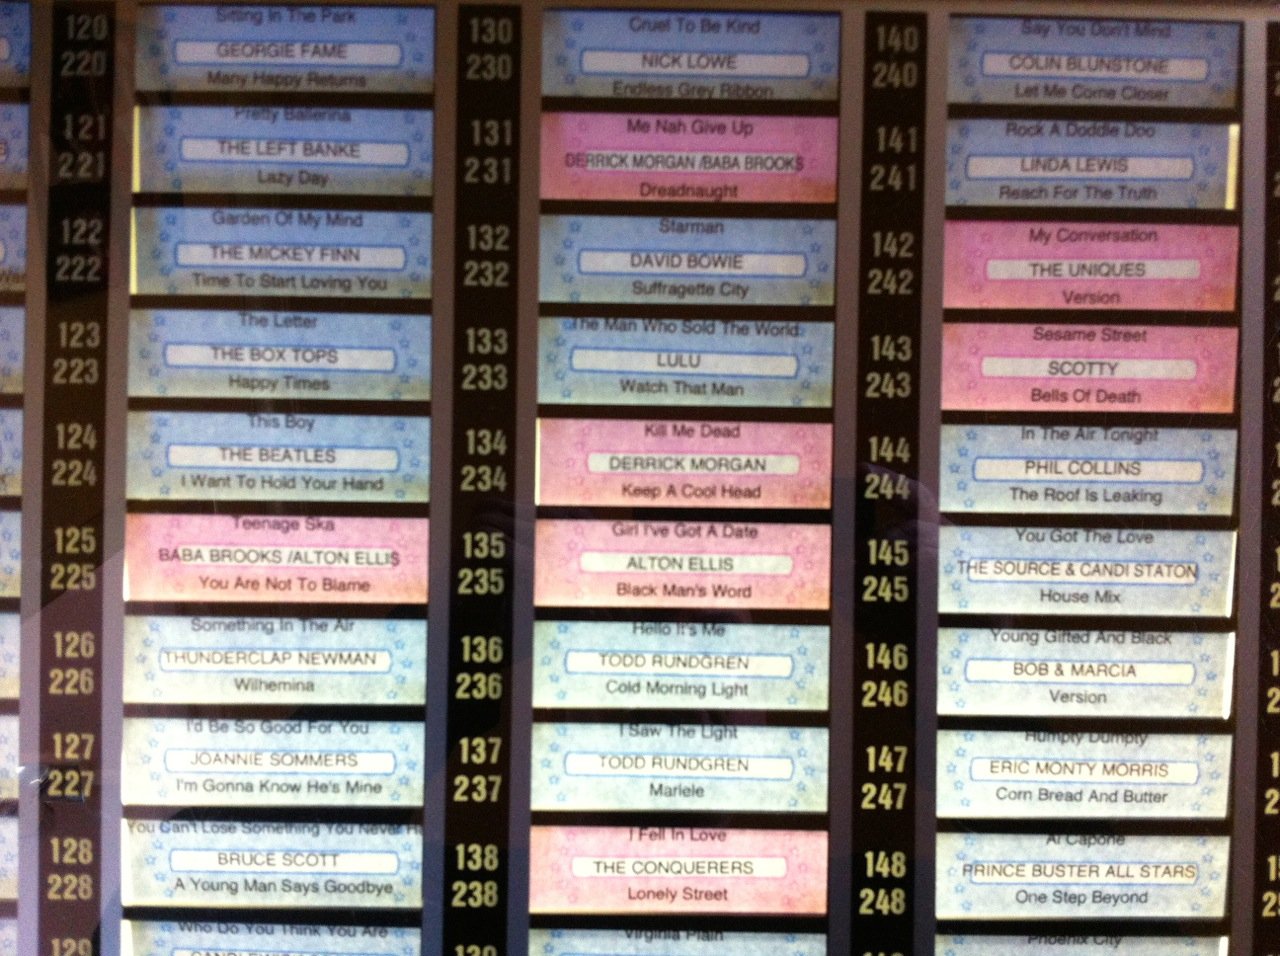 120
220
Sitting In The Park
GEORGIE FAME
Many Happy Returns
121
221
Pretty Ballerina
THE LEFT BANKE
Lazy Day
122
222
Garden Of My Mind
THE MICKEY FINN
Time To Start Loving You
123
223
The Letter
THE BOX TOPS
Happy Times
124
224
This Boy
THE BEATLES
I Want To Hold Your Hand
125
225
Teenage Ska
BABA BROOKS /ALTON ELLIS
You Are Not To Blame
126
226
Something In The Air
THUNDERCLAP NEWMAN
Wilhemina
127
227
I'd Be So Good For You
JOANNIE SOMMERS
I'm Gonna Know He's Mine
128
228
You Can't Lose Something You Never
BRUCE SCOTT
A Young Man Says Goodbye
129
Who Do You Think You Are
130
230
Cruel To Be Kind
NICK LOWE
Endless Grey Ribbon
131
231
Me Nah Give Up
DERRICK MORGAN /BABA BROOKS
Dreadnaught
132
232
Starman
DAVID BOWIE
Suffragette City
133
233
The Man Who Sold The World
LULU
Watch That Man
134
234
Kill Me Dead
DERRICK MORGAN
Keep A Cool Head
135
235
Girl I've Got A Date
ALTON ELLIS
Black Man's Word
136
236
Hello It's Me
TODD RUNDGREN
Cold Morning Light
137
237
I Saw The Light
TODD RUNDGREN
Mariele
138
238
I Fell In Love
THE CONQUERERS
Lonely Street
139
Virginia Plain
140
240
Say You Don't Mind
COLIN BLUNSTONE
Let Me Come Closer
141
241
Rock A Doddle Doo
LINDA LEWIS
Reach For The Truth
142
242
My Conversation
THE UNIQUES
Version
143
243
Sesame Street
SCOTTY
Bells Of Death
144
244
In The Air Tonight
PHIL COLLINS
The Roof Is Leaking
145
245
You Got The Love
THE SOURCE & CANDI STATON
House Mix
146
246
Young Gifted And Black
BOB & MARCIA
Version
147
247
Humpty Dumpty
ERIC MONTY MORRIS
Corn Bread And Butter
148
248
Al Capone
PRINCE BUSTER ALL STARS
One Step Beyond
Phoenix City